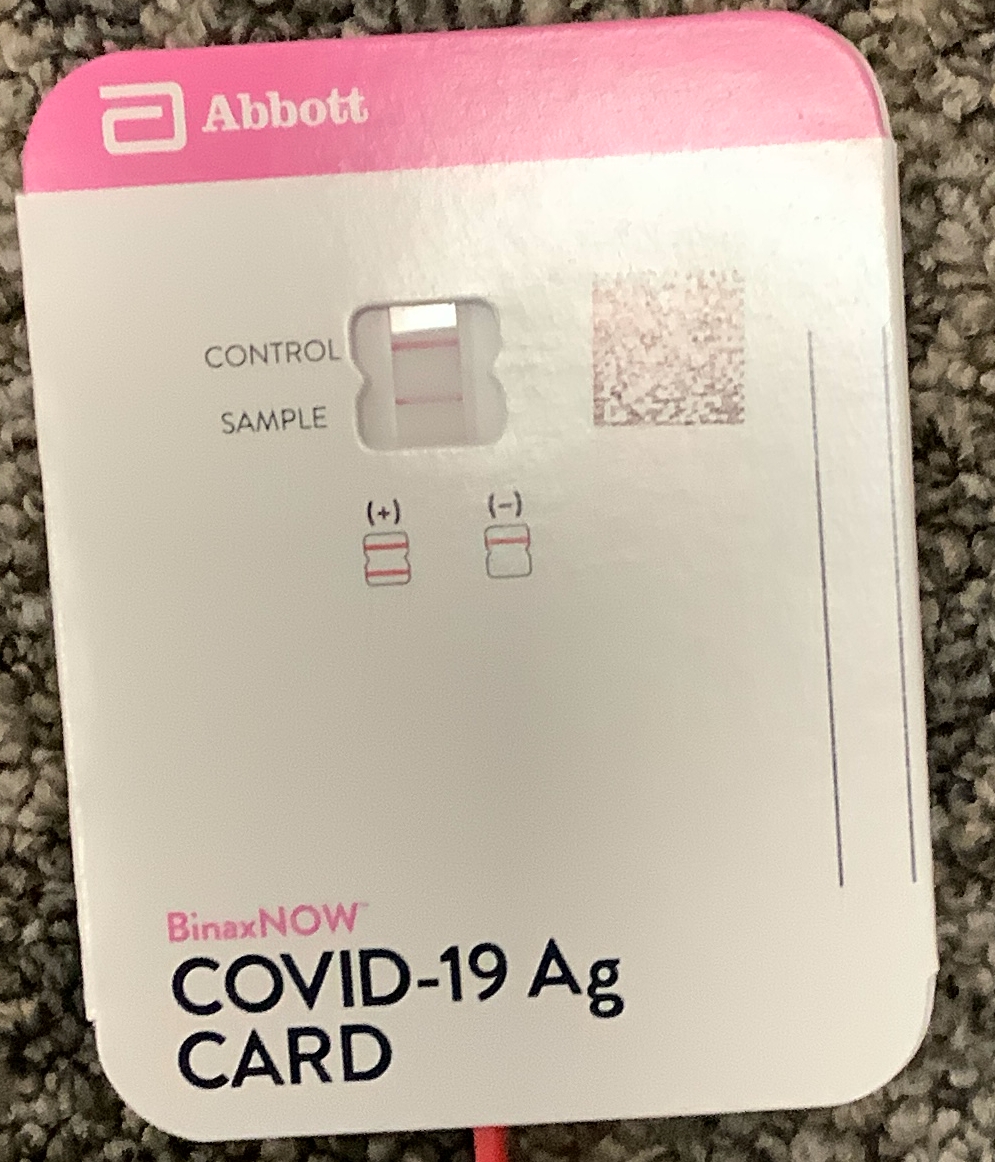 Abbott
CONTROL
SAMPLE
(+) (-)
BinaxNOW™
COVID-19 Ag
CARD